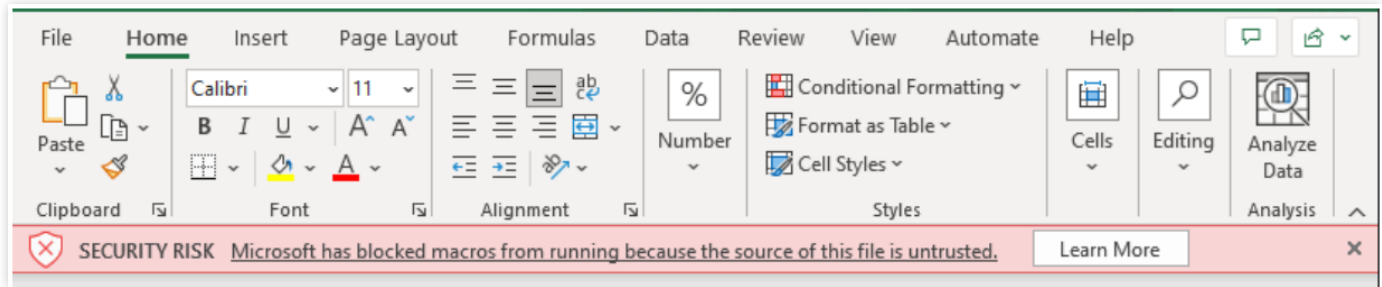 File Home Insert Page Layout Formulas Data Review View Automate Help
Calibri 11
ab
c
%
Conditional Formatting
B I U A A
Format as Table
Paste
Number
Cells
Editing
Analyze
Data
A
ab
Cell Styles
Clipboard Font Alignment Styles Analysis
SECURITY RISK Microsoft has blocked macros from running because the source of this file is untrusted. Learn More